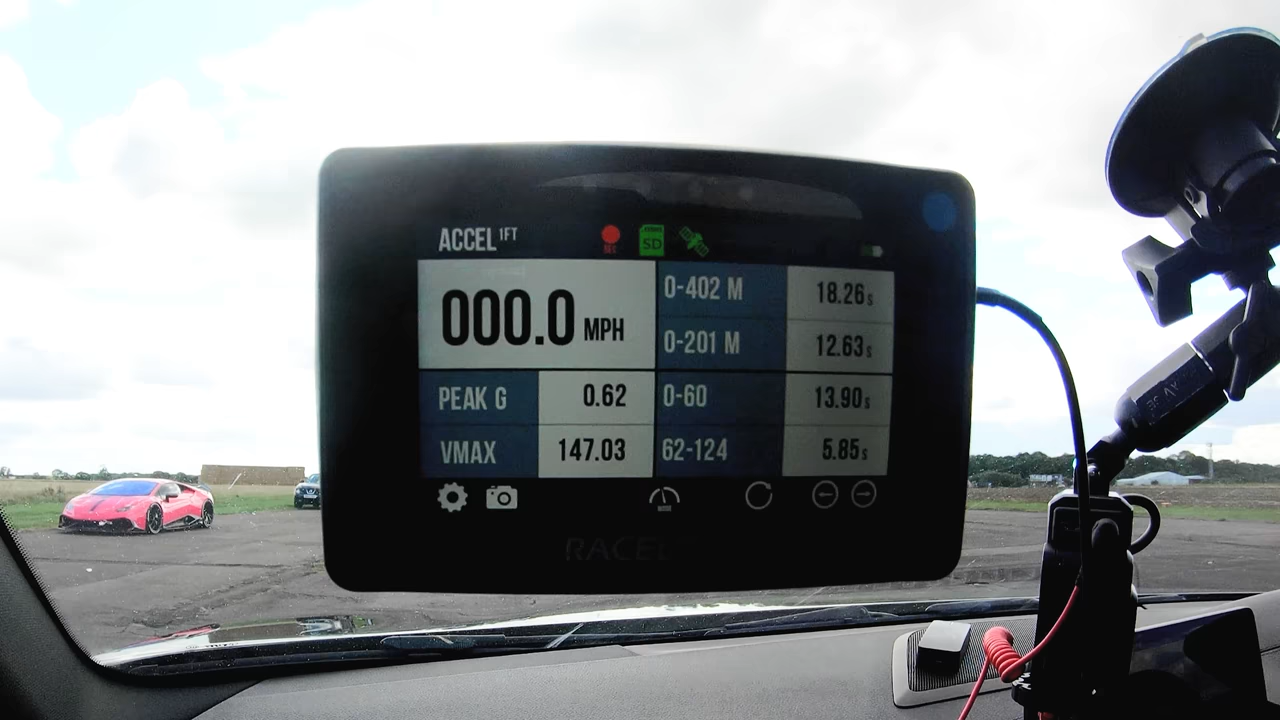 ACCEL 1FT
REC
SD
000.0 MPH
0-402 M 18.26s
0-201 M 12.63s
PEAK G 0.62
0-60 13.90s
VMAX 147.03
62-124 5.85s